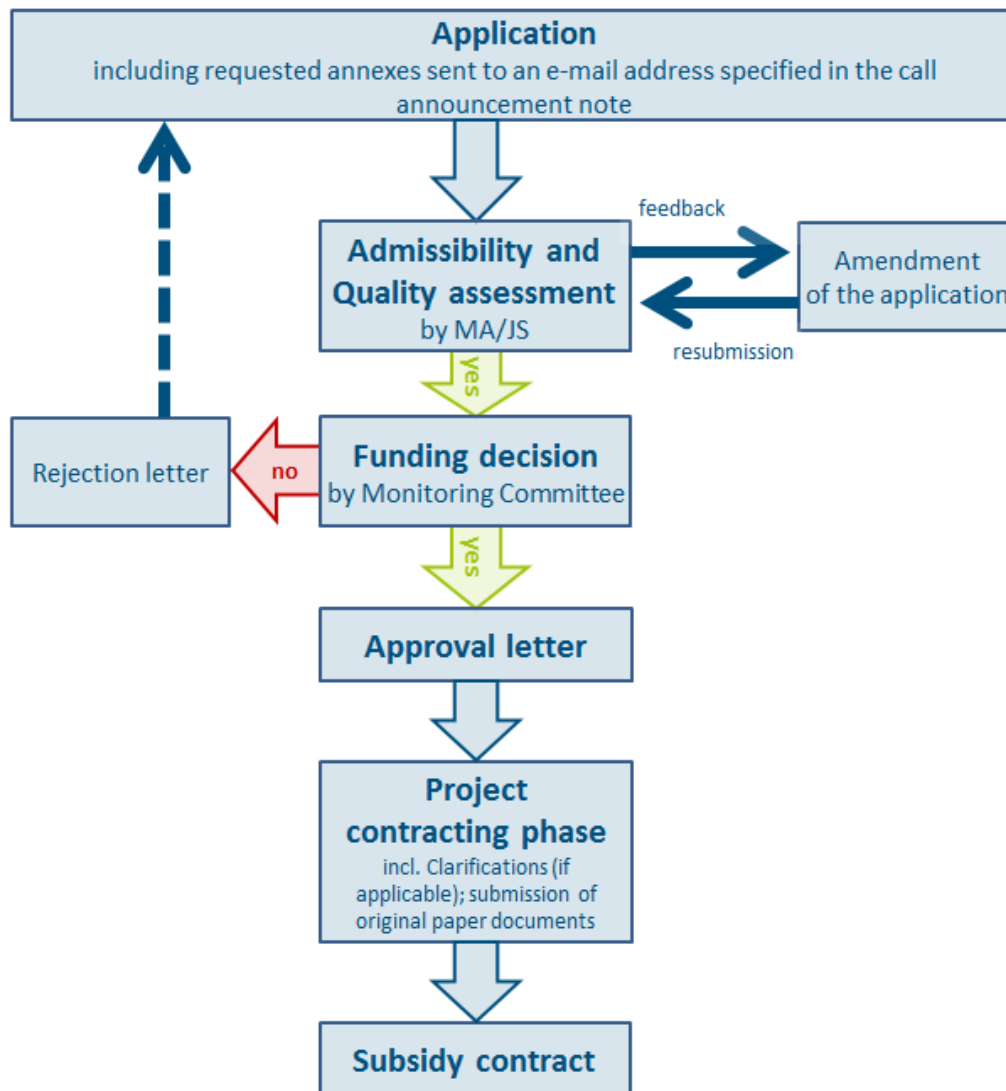 Application
including requested annexes sent to an e-mail address specified in the call
announcement note
feedback
Admissibility and
Quality assessment
by MA/JS
Amendment
of the application
resubmission
yes
Rejection letter
no
Funding decision
by Monitoring Committee
yes
Approval letter
Project
contracting phase
incl. Clarifications (if
applicable); submission of
original paper documents
Subsidy contract